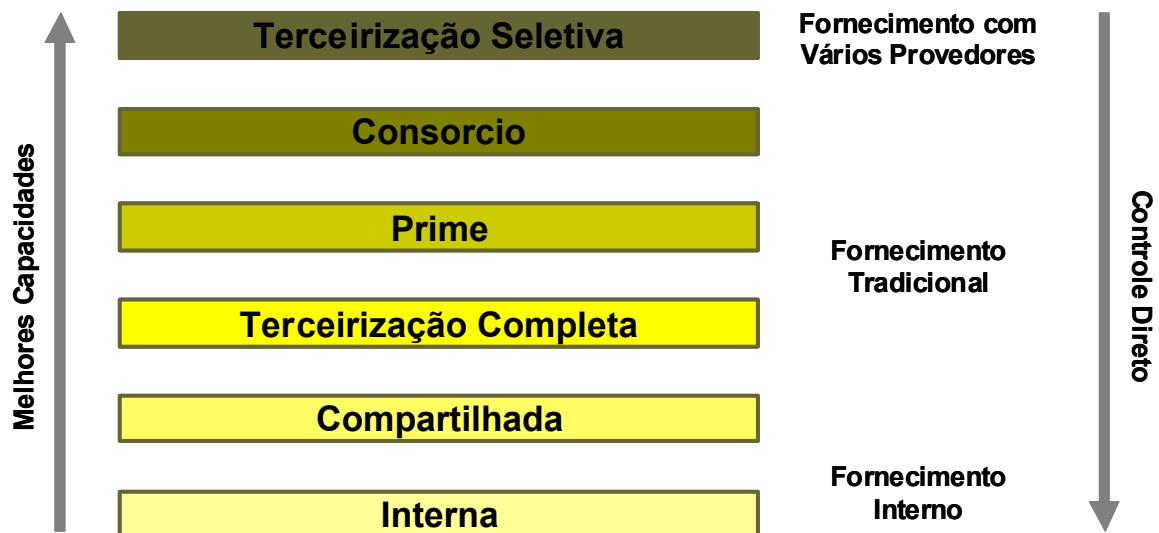 Terceirização Seletiva
Fornecimento com
Vários Provedores
Consorcio
Prime
Fornecimento
Tradicional
Terceirização Completa
Compartilhada
Fornecimento
Interno
Interna
Melhores Capacidades
Controle Direto